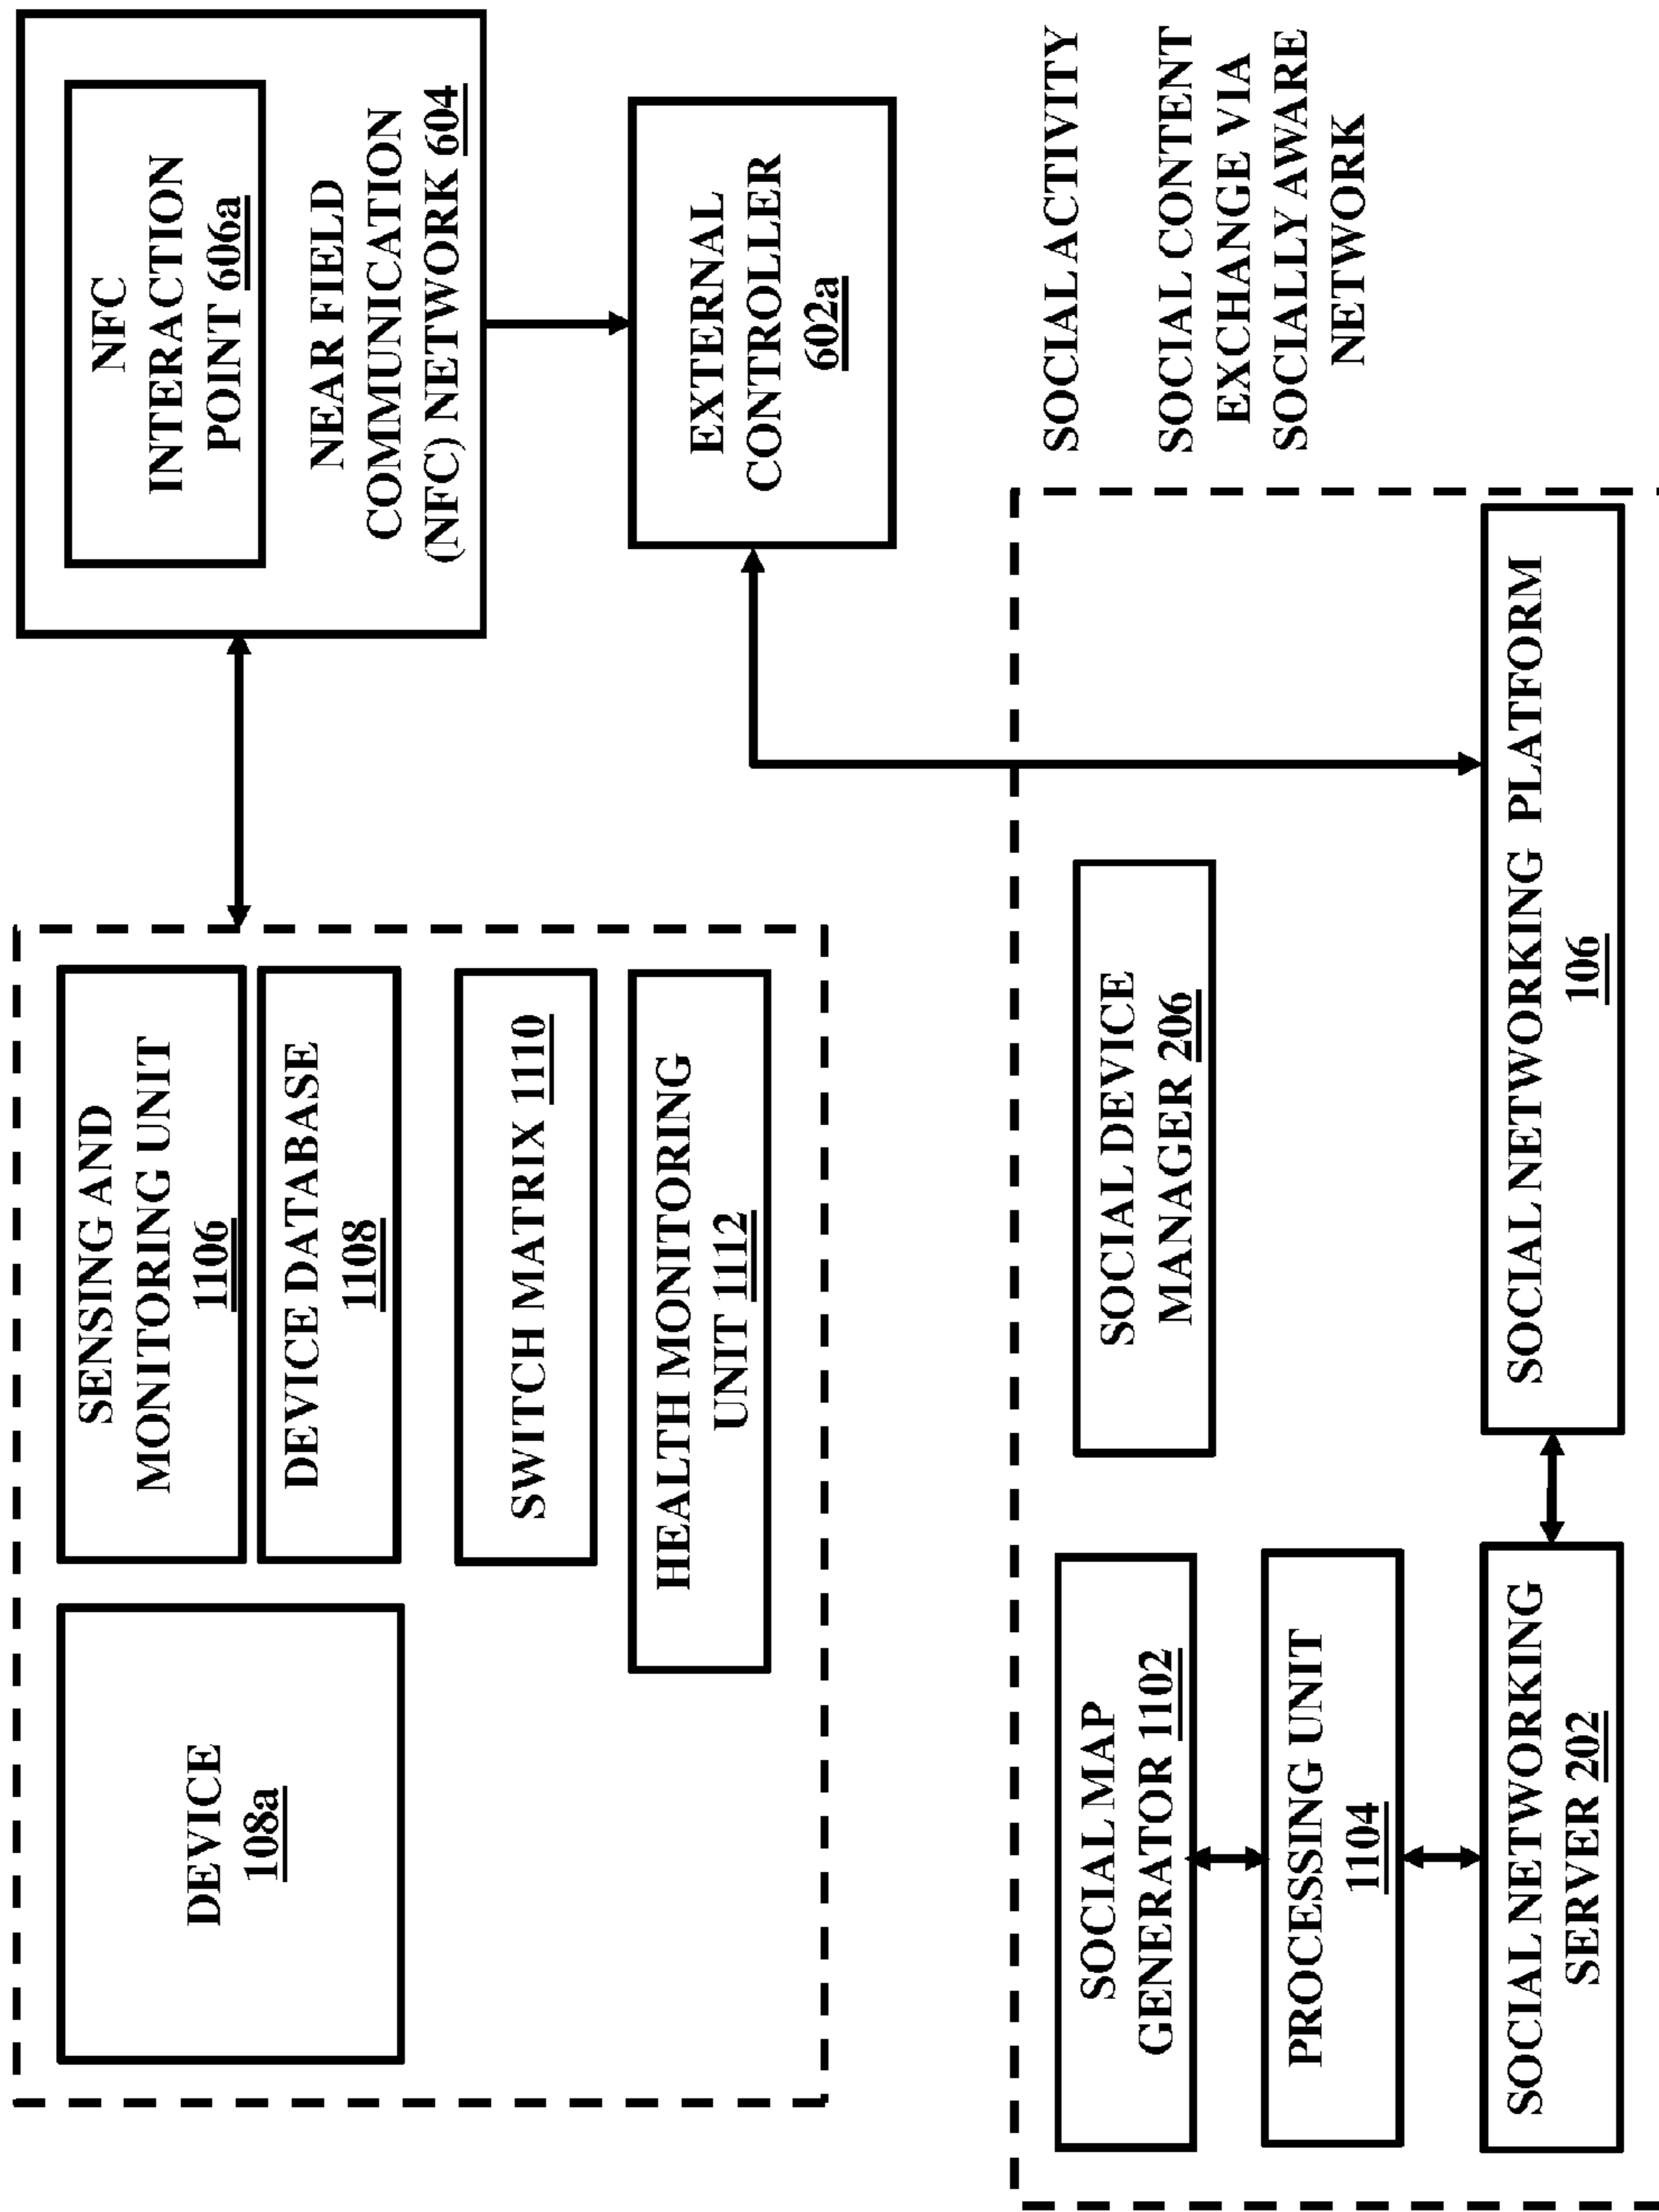 DEVICE
108a
SENSING AND
MONITORING UNIT
1106
DEVICE DATABASE
1108
SWITCH MATRIX 1110
HEALTH MONITORING
UNIT 1112
NFC
INTERACTION
POINT 606a
NEAR FIELD
COMMUNICATION
(NFC) NETWORK 604
EXTERNAL
CONTROLLER
602a
SOCIAL MAP
GENERATOR 1102
PROCESSING UNIT
1104
SOCIAL NETWORKING
SERVER 202
SOCIAL DEVICE
MANAGER 206
SOCIAL NETWORKING PLATFORM
106
SOCIAL ACTIVITY
SOCIAL CONTENT
EXCHANGE VIA
SOCIALLY AWARE
NETWORK